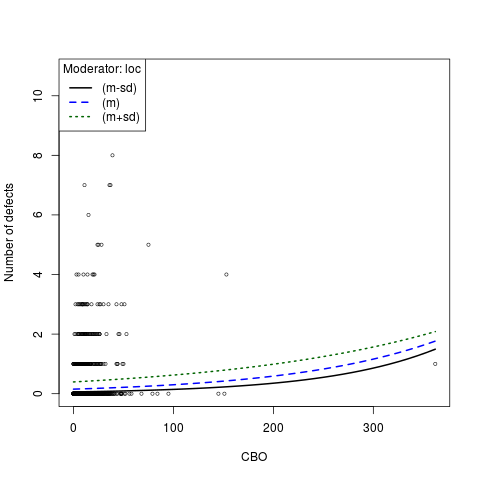 Moderator: loc
(m-sd)
(m)
(m+sd)
Number of defects
10
8
6
4
2
0
0 100 200 300
CBO